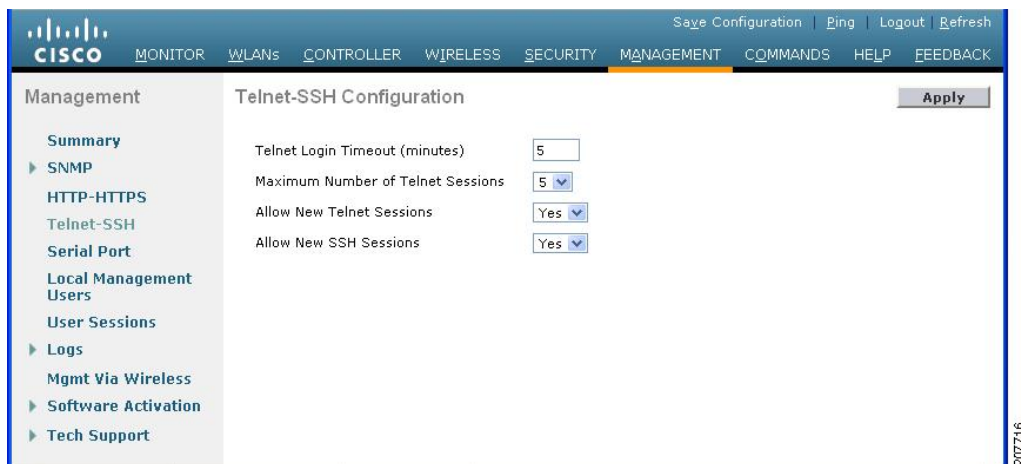 Save Configuration | Ping | Logout | Refresh
CISCO MONITOR WLANs CONTROLLER WIRELESS SECURITY MANAGEMENT COMMANDS HELP FEEDBACK
Management
Summary
SNMP
HTTP-HTTPS
Telnet-SSH
Serial Port
Local Management
Users
User Sessions
Logs
Mgmt Via Wireless
Software Activation
Tech Support
Telnet-SSH Configuration
Apply
Telnet Login Timeout (minutes) 5
Maximum Number of Telnet Sessions 5
Allow New Telnet Sessions Yes
Allow New SSH Sessions Yes
207716